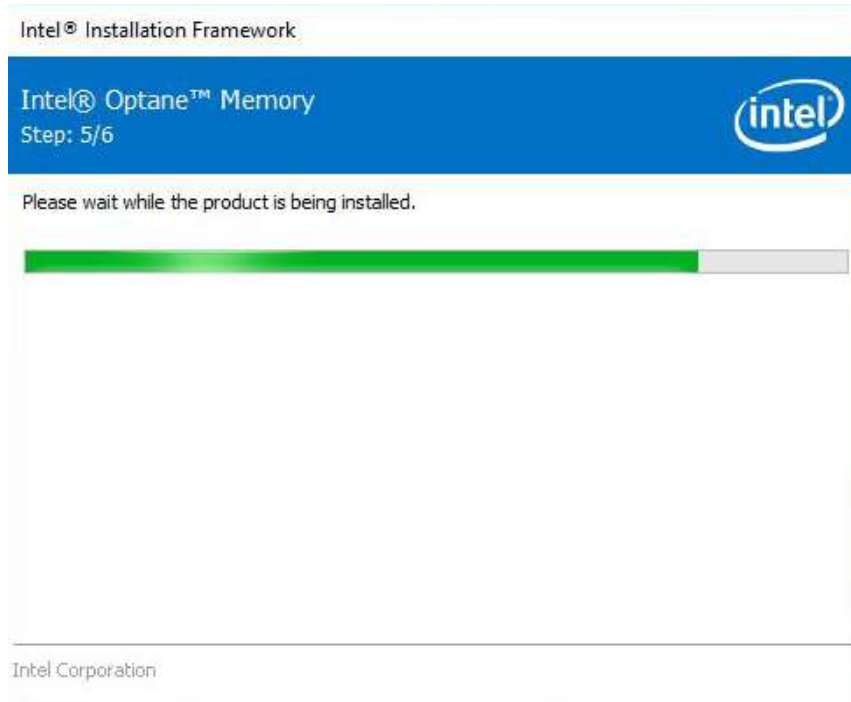 Intel® Installation Framework
Intel® Optane™ Memory
Step: 5/6
intel
Please wait while the product is being installed.
Intel Corporation